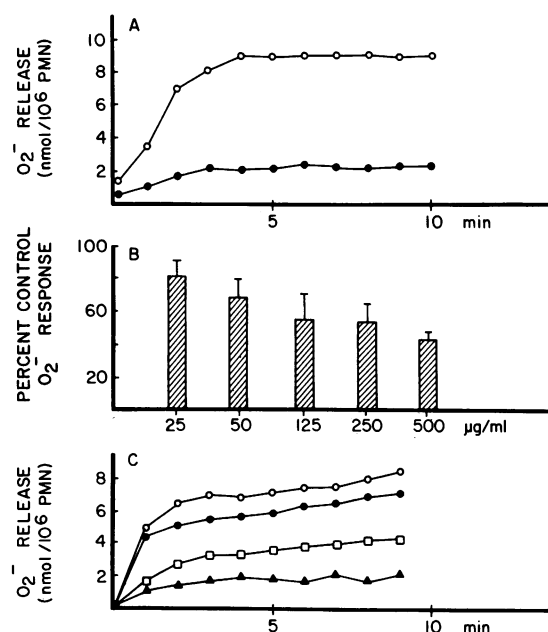 A
O₂⁻ RELEASE
(nmol/10⁶ PMN)
10
8
6
4
2
5
10
min
B
PERCENT CONTROL
O₂⁻ RESPONSE
100
60
20
25
50
125
250
500
µg/ml
C
O₂⁻ RELEASE
(nmol/10⁶ PMN)
8
6
4
2
5
10
min